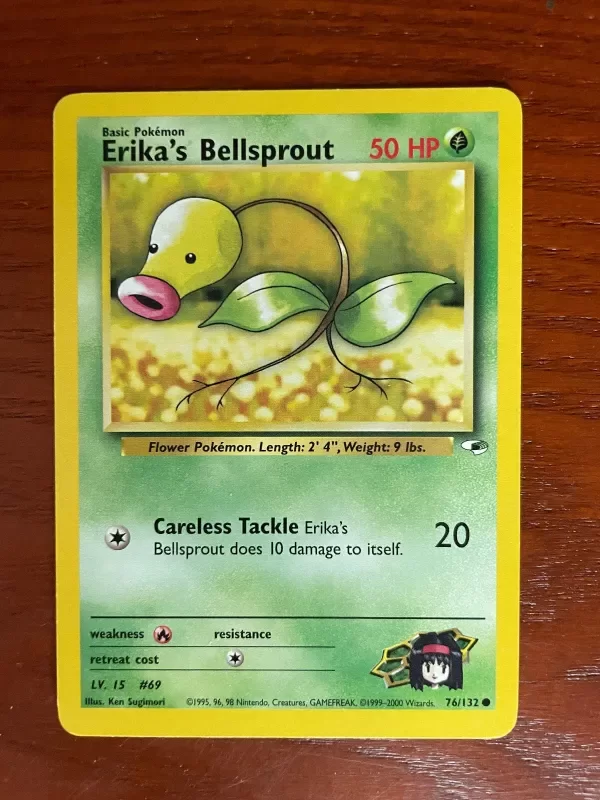 Basic Pokémon
Erika's Bellsprout 50 HP
Flower Pokémon. Length: 2' 4", Weight: 9 lbs.
Careless Tackle Erika's 20
Bellsprout does 10 damage to itself.
weakness resistance
retreat cost
LV. 15 #69
Illus. Ken Sugimori ©1995, 96, 98 Nintendo, Creatures, GAMEFREAK. ©1999–2000 Wizards. 76/132